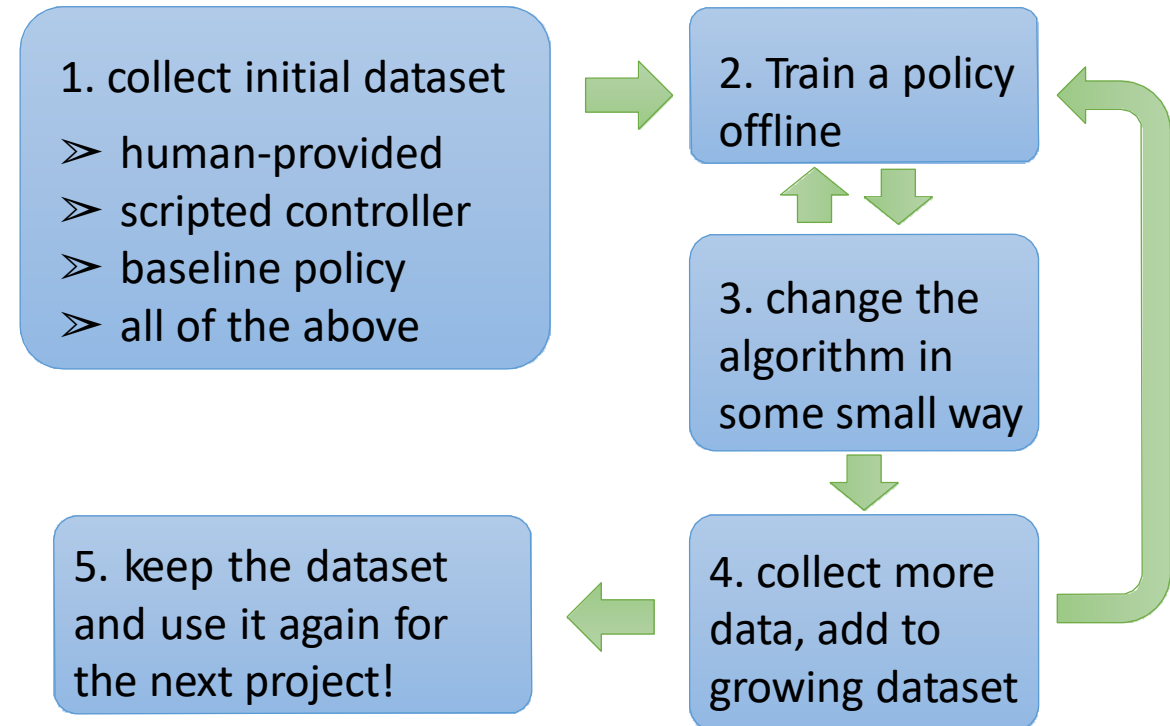 1. collect initial dataset
➢ human-provided
➢ scripted controller
➢ baseline policy
➢ all of the above
2. Train a policy
offline
3. change the
algorithm in
some small way
4. collect more
data, add to
growing dataset
5. keep the dataset
and use it again for
the next project!